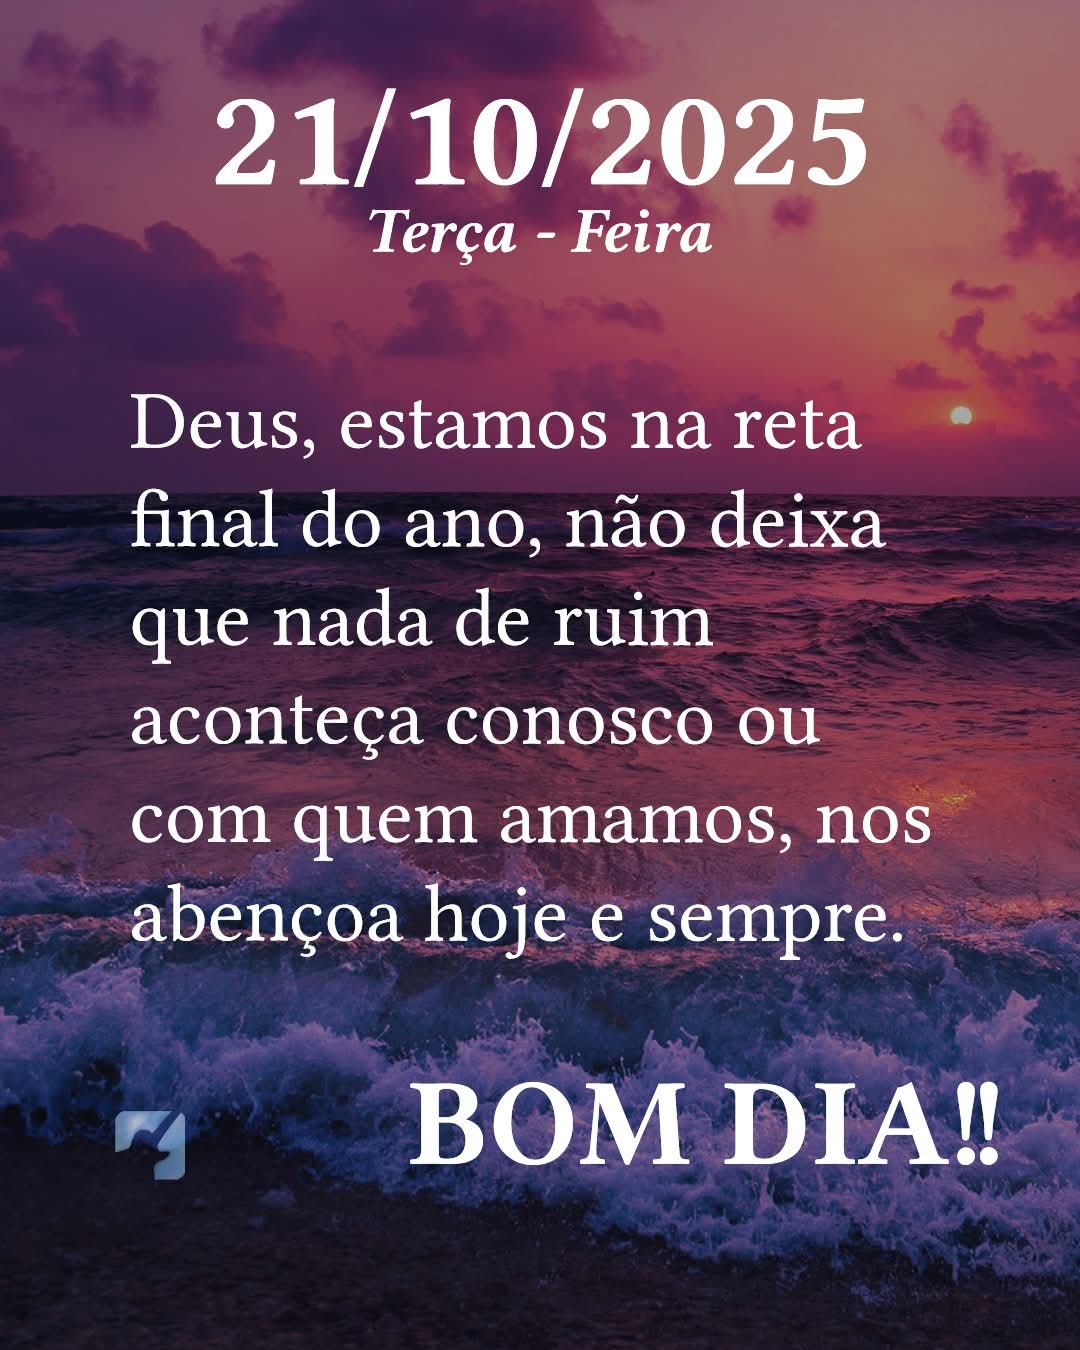 21/10/2025
Terça - Feira
Deus, estamos na reta
final do ano, não deixa
que nada de ruim
aconteça conosco ou
com quem amamos, nos
abençoa hoje e sempre.
BOM DIA!!